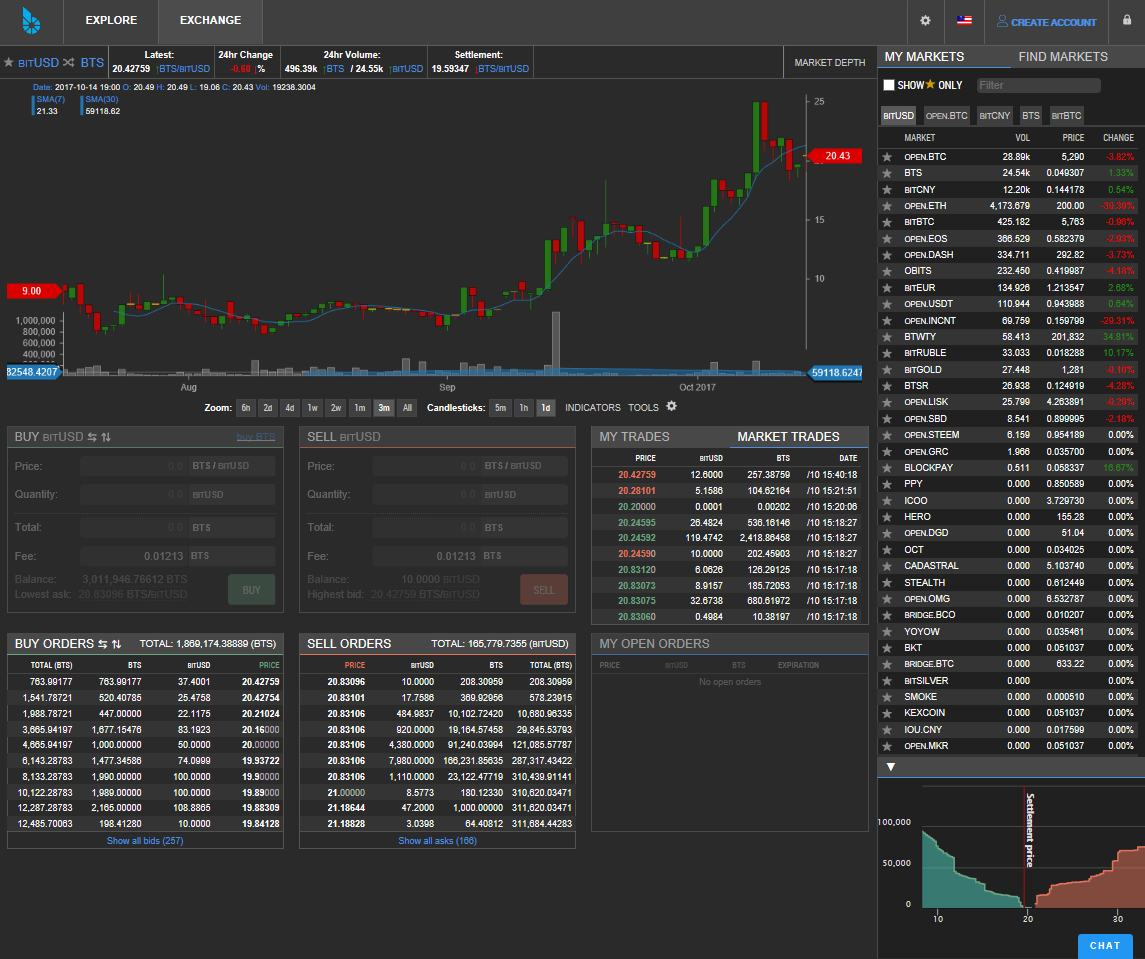 EXPLORE EXCHANGE CREATE ACCOUNT
BITUSD BTS
Latest: 24hr Change 24hr Volume: Settlement:
20.42759 ↑BTS/BITUSD -0.60 ↓% 496.39k ↑BTS / 24.55k ↑BITUSD 19.59347 ↓BTS/BITUSD
MARKET DEPTH
Date: 2017-10-14 19:00 O: 20.49 H: 20.49 L: 19.06 C: 20.43 Vol: 19238.3004
SMA(7) SMA(30)
21.33 59118.62
25
20.43
15
10
9.00
1,000,000
800,000
600,000
400,000
82548.4207 59118.6247
Aug Sep Oct 2017
Zoom: 6h 2d 4d 1w 2w 1m 3m All Candlesticks: 5m 1h 1d INDICATORS TOOLS
BUY BITUSD buy BTS
Price: 0.0 BTS / BITUSD
Quantity: 0.0 BITUSD
Total: 0.0 BTS
Fee: 0.01213 BTS
Balance: 3,011,946.76612 BTS
Lowest ask: 20.83096 BTS/BITUSD
BUY
SELL BITUSD
Price: 0.0 BTS / BITUSD
Quantity: 0.0 BITUSD
Total: 0.0 BTS
Fee: 0.01213 BTS
Balance: 10.0000 BITUSD
Highest bid: 20.42759 BTS/BITUSD
SELL
MY TRADES MARKET TRADES
PRICE BITUSD BTS DATE
20.42759 12.6000 257.38759 /10 15:40:18
20.28101 5.1586 104.62164 /10 15:21:51
20.20000 0.0001 0.00202 /10 15:20:06
20.24595 26.4824 536.16146 /10 15:18:27
20.24592 119.4742 2,418.86458 /10 15:18:27
20.24590 10.0000 202.45903 /10 15:18:27
20.83120 6.0626 126.29125 /10 15:17:18
20.83073 8.9157 185.72053 /10 15:17:18
20.83075 32.6738 680.61972 /10 15:17:18
20.83060 0.4984 10.38197 /10 15:17:18
BUY ORDERS TOTAL: 1,869,174.38889 (BTS)
TOTAL (BTS) BTS BITUSD PRICE
763.99177 763.99177 37.4001 20.42759
1,541.78721 520.40785 25.4758 20.42754
1,988.78721 447.00000 22.1175 20.21024
3,665.94197 1,677.15476 83.1923 20.16000
4,665.94197 1,000.00000 50.0000 20.00000
6,143.28783 1,477.34586 74.0999 19.93722
8,133.28783 1,990.00000 100.0000 19.90000
10,122.28783 1,989.00000 100.0000 19.89000
12,287.28783 2,165.00000 108.8865 19.88309
12,485.70063 198.41280 10.0000 19.84128
Show all bids (257)
SELL ORDERS TOTAL: 165,779.7355 (BITUSD)
PRICE BITUSD BTS TOTAL (BTS)
20.83096 10.0000 208.30959 208.30959
20.83101 17.7586 369.92956 578.23915
20.83106 484.9837 10,102.72420 10,680.96335
20.83106 920.0000 19,164.57458 29,845.53793
20.83106 4,380.0000 91,240.03994 121,085.57787
20.83106 7,980.0000 166,231.85635 287,317.43422
20.83106 1,110.0000 23,122.47719 310,439.91141
21.00000 8.5773 180.12330 310,620.03471
21.18644 47.2000 1,000.00000 311,620.03471
21.18828 3.0398 64.40812 311,684.44283
Show all asks (166)
MY OPEN ORDERS
PRICE BITUSD BTS EXPIRATION
No open orders
MY MARKETS FIND MARKETS
SHOW ONLY Filter
BITUSD OPEN.BTC BITCNY BTS BITBTC
MARKET VOL PRICE CHANGE
OPEN.BTC 28.89k 5,290 -3.82%
BTS 24.54k 0.049307 1.33%
BITCNY 12.20k 0.144178 0.54%
OPEN.ETH 4,173.679 200.00 -39.39%
BITBTC 425.182 5,763 -0.96%
OPEN.EOS 366.529 0.582379 -2.93%
OPEN.DASH 334.711 292.82 -3.73%
OBITS 232.450 0.419987 -4.18%
BITEUR 134.926 1.213547 2.68%
OPEN.USDT 110.944 0.943988 0.64%
OPEN.INCNT 69.759 0.159799 -29.31%
BTWTY 58.413 201,832 34.81%
BITRUBLE 33.033 0.018288 10.17%
BITGOLD 27.448 1,281
BTSR 26.938 0.124919 -4.28%
OPEN.LISK 25.799 4.263891
OPEN.SBD 8.541 0.899995 -2.18%
OPEN.STEEM 6.159 0.954189 0.00%
OPEN.GRC 1.966 0.035700 0.00%
BLOCKPAY 0.511 0.058337 16.67%
PPY 0.000 0.850589 0.00%
ICOO 0.000 3.729730 0.00%
HERO 0.000 155.28 0.00%
OPEN.DGD 0.000 51.04 0.00%
OCT 0.000 0.034025 0.00%
CADASTRAL 0.000 5.103740 0.00%
STEALTH 0.000 0.612449 0.00%
OPEN.OMG 0.000 6.532787 0.00%
BRIDGE.BCO 0.000 0.010207 0.00%
YOYOW 0.000 0.035461 0.00%
BKT 0.000 0.051037 0.00%
BRIDGE.BTC 0.000 633.22 0.00%
BITSILVER 0.000 0.00%
SMOKE 0.000 0.000510 0.00%
KEXCOIN 0.000 0.051037 0.00%
IOU.CNY 0.000 0.017599 0.00%
OPEN.MKR 0.000 0.051037 0.00%
Settlement price
100,000
50,000
0
10 20 30
CHAT